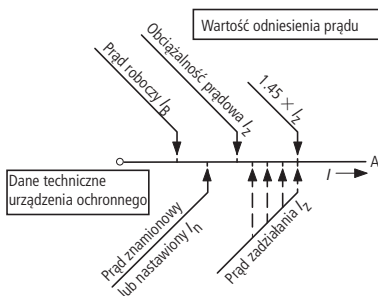 Wartość odniesienia prądu
Prąd roboczy I_B
Obciążalność prądowa I_Z
1.45 × I_Z
A
I
Dane techniczne
urządzenia ochronnego
Prąd znamionowy
lub nastawiony I_n
Prąd zadziałania I_Z